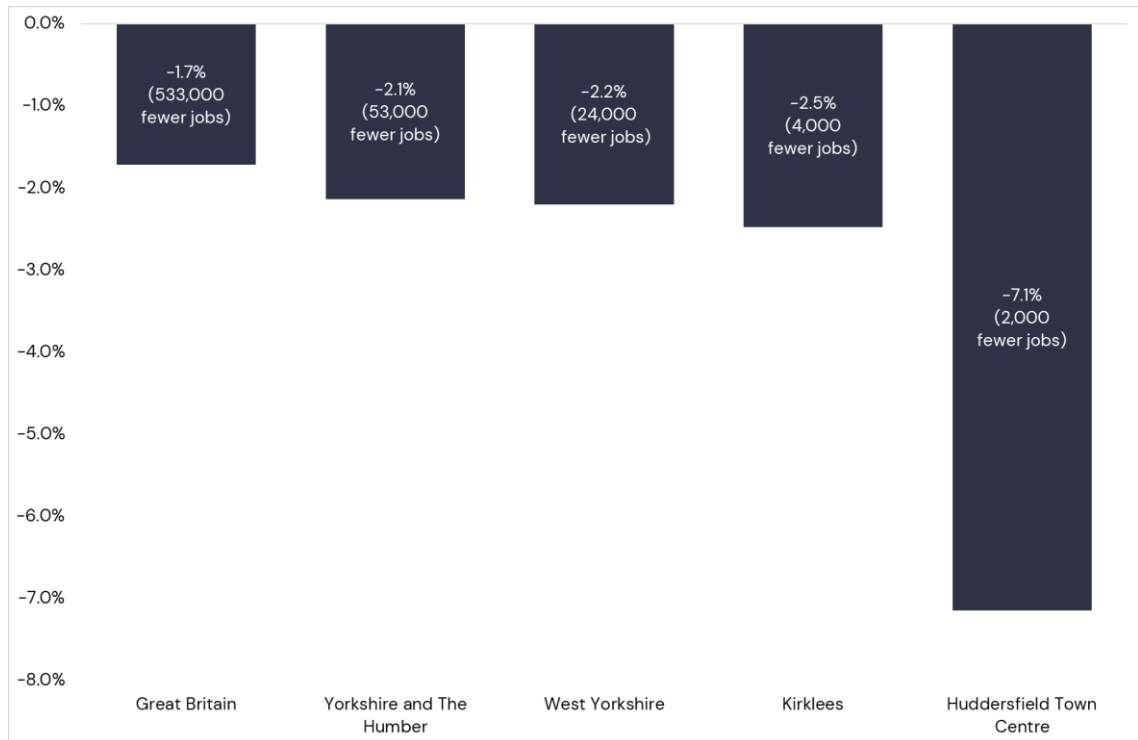 0.0%
-1.0%
-2.0%
-3.0%
-4.0%
-5.0%
-6.0%
-7.0%
-8.0%
-1.7%
(533,000
fewer jobs)
-2.1%
(53,000
fewer jobs)
-2.2%
(24,000
fewer jobs)
-2.5%
(4,000
fewer jobs)
-7.1%
(2,000
fewer jobs)
Great Britain
Yorkshire and The
Humber
West Yorkshire
Kirklees
Huddersfield Town
Centre